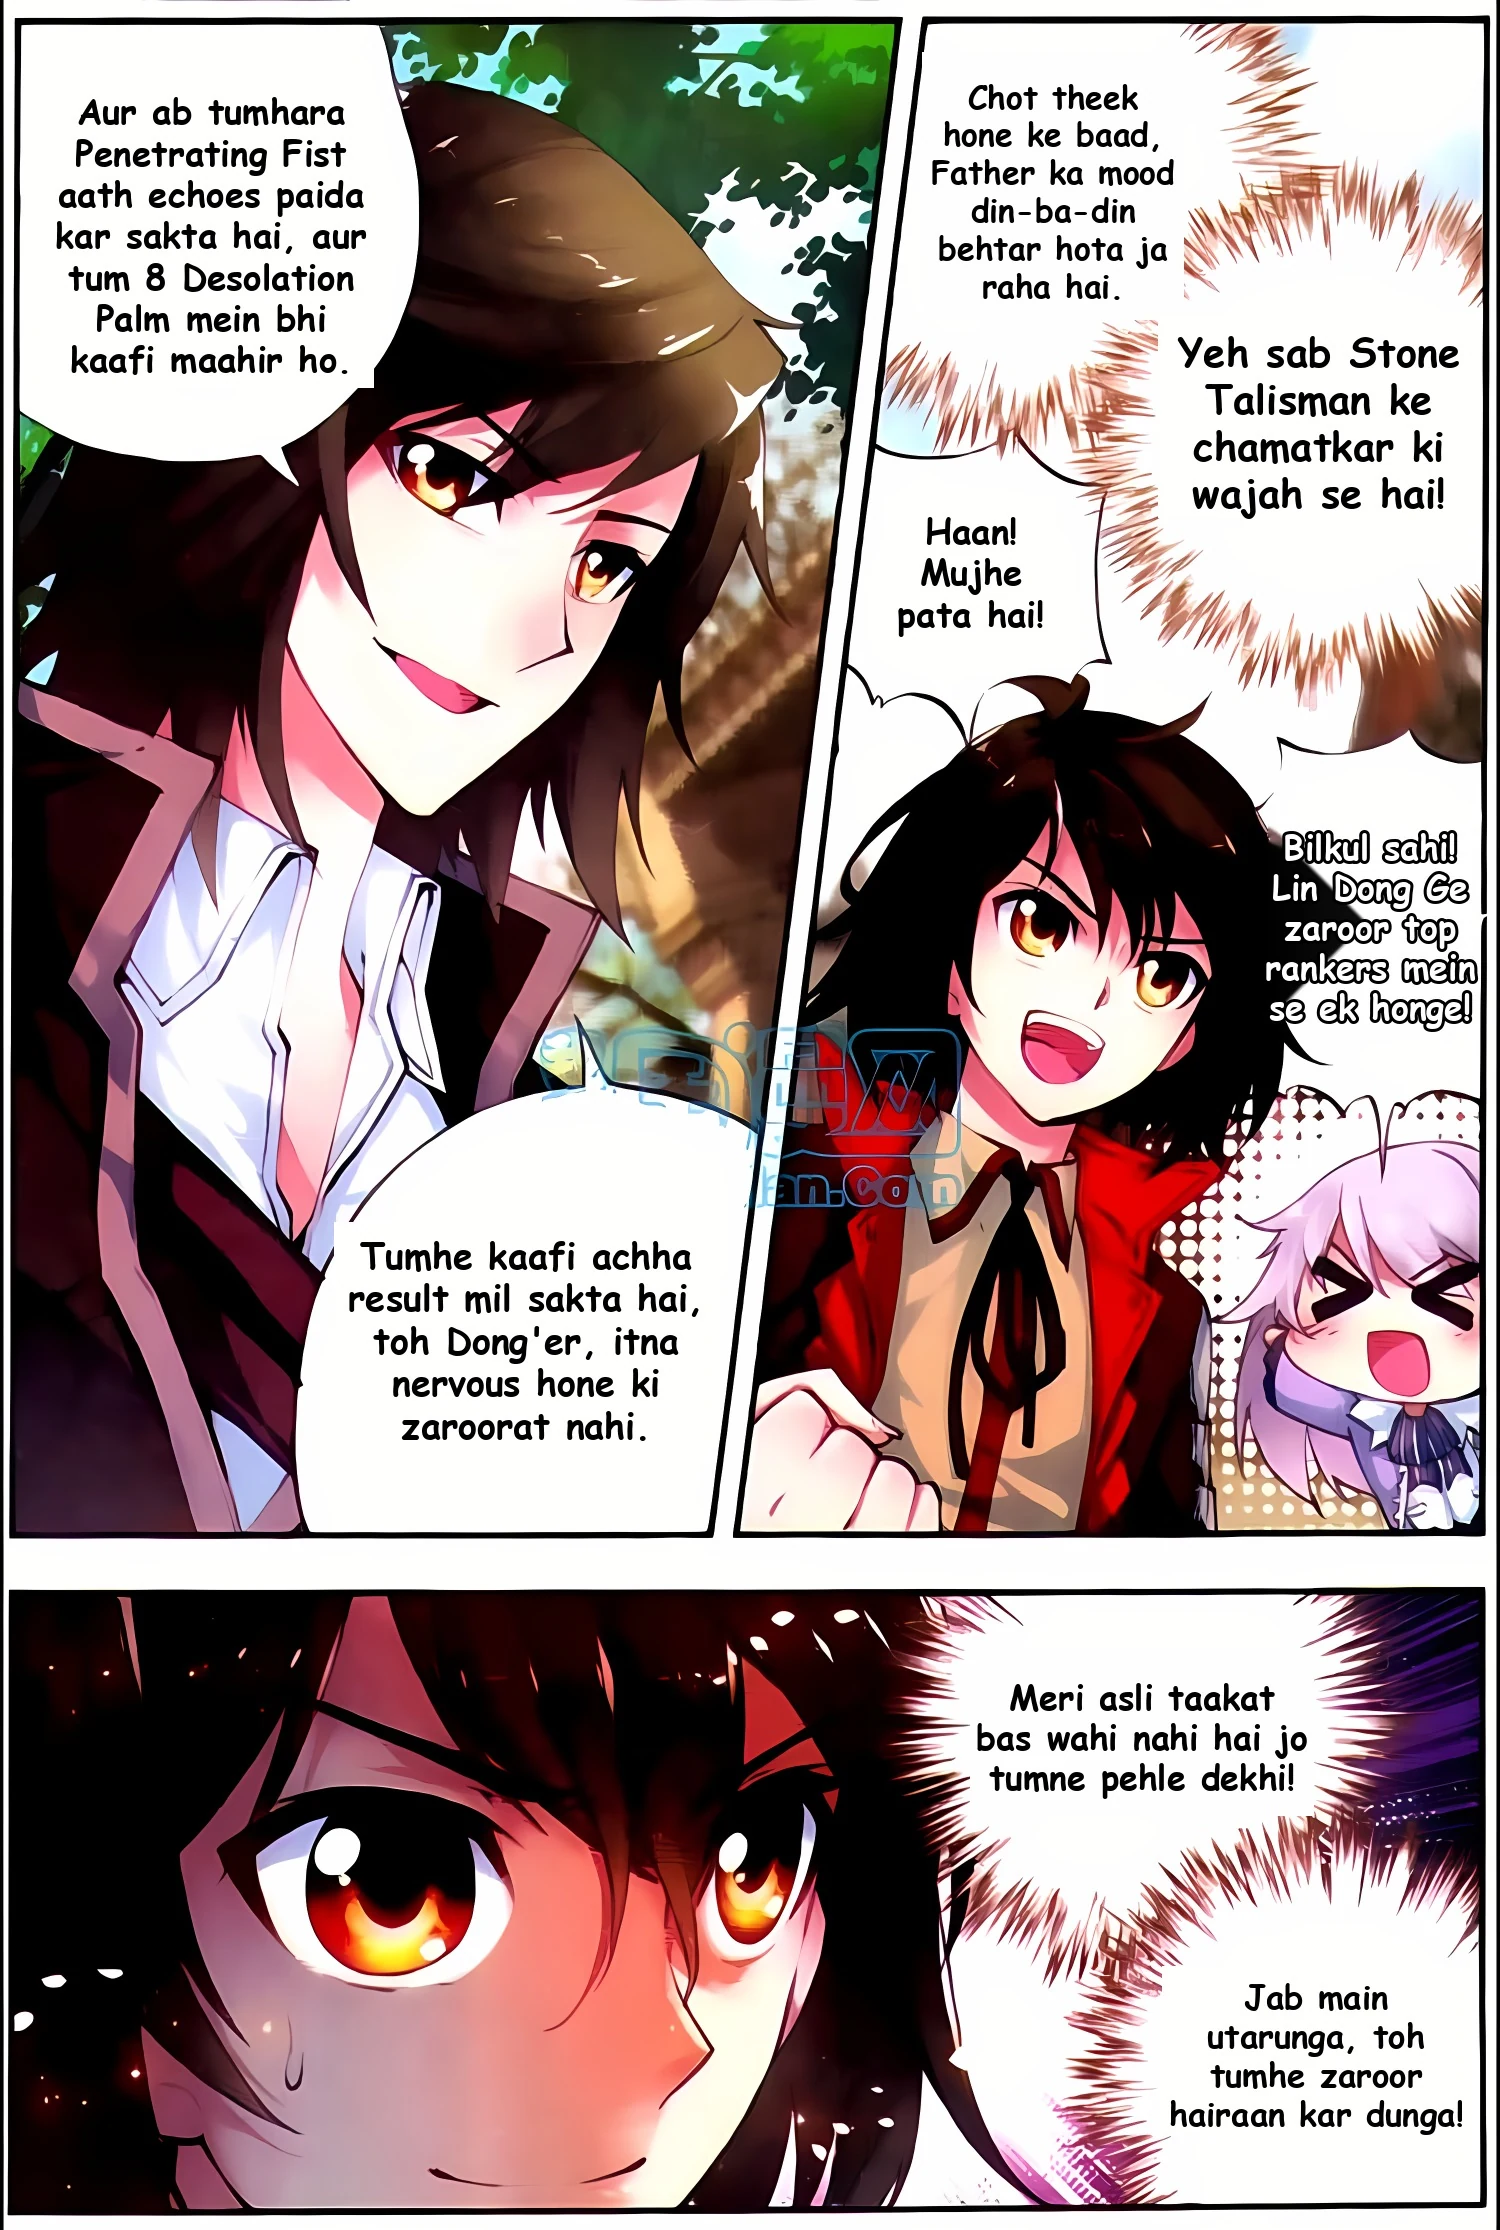 Aur ab tumhara
Penetrating Fist
aath echoes paida
kar sakta hai, aur
tum 8 Desolation
Palm mein bhi
kaafi maahir ho.
Tumhe kaafi achha
result mil sakta hai,
toh Dong'er, itna
nervous hone ki
zaroorat nahi.
Chot theek
hone ke baad,
Father ka mood
din-ba-din
behtar hota ja
raha hai.
Yeh sab Stone
Talisman ke
chamatkar ki
wajah se hai!
Haan!
Mujhe
pata hai!
Bilkul sahi!
Lin Dong Ge
zaroor top
rankers mein
se ek honge!
Meri asli taakat
bas wahi nahi hai jo
tumne pehle dekhi!
Jab main
utarunga, toh
tumhe zaroor
hairaan kar dunga!